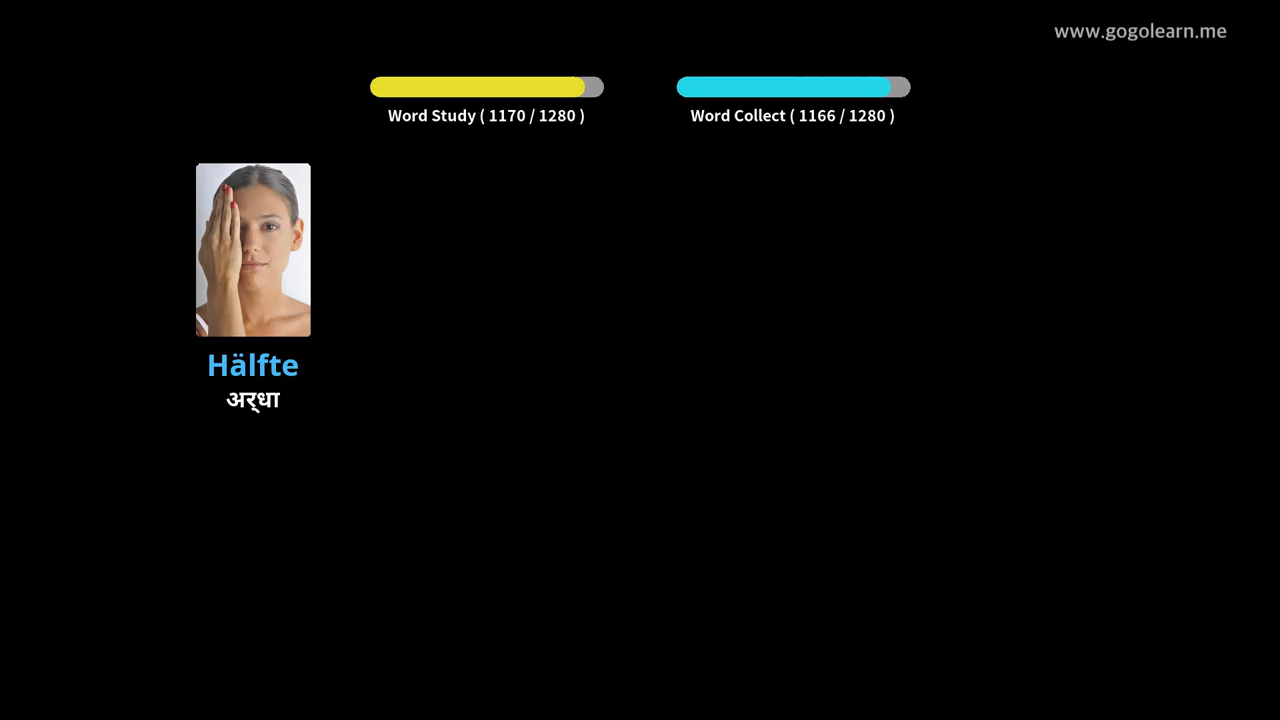 www.gogolearn.me
Word Study ( 1170 / 1280 )
Word Collect ( 1166 / 1280 )
Hälfte
अर्धा